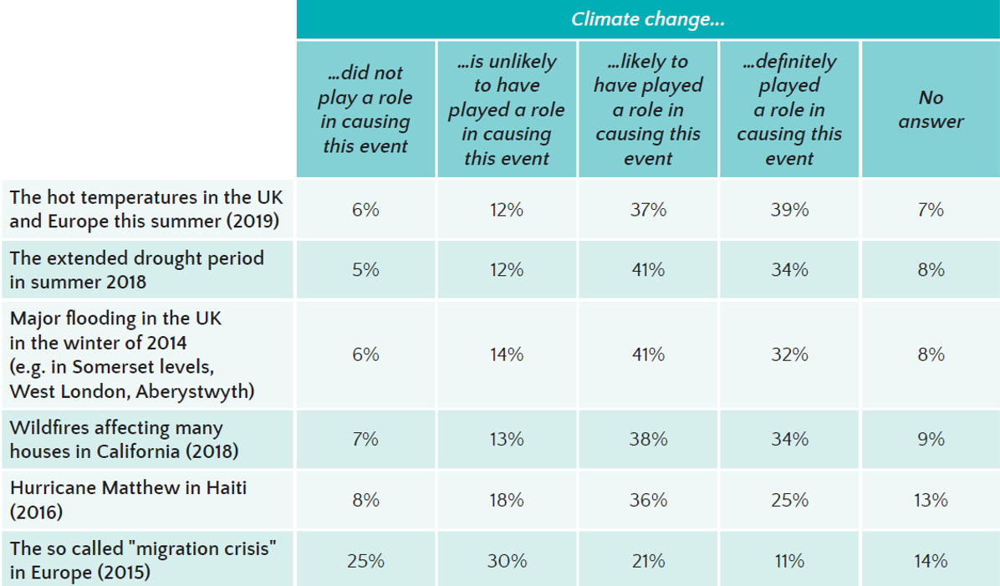 Climate change...
...did not
play a role
in causing
this event
...is unlikely
to have
played a role
in causing
this event
...likely to
have played
a role in
causing this
event
...definitely
played
a role in
causing this
event
No
answer
The hot temperatures in the UK
and Europe this summer (2019)
6% 12% 37% 39% 7%
The extended drought period
in summer 2018
5% 12% 41% 34% 8%
Major flooding in the UK
in the winter of 2014
(e.g. in Somerset levels,
West London, Aberystwyth)
6% 14% 41% 32% 8%
Wildfires affecting many
houses in California (2018)
7% 13% 38% 34% 9%
Hurricane Matthew in Haiti
(2016)
8% 18% 36% 25% 13%
The so called "migration crisis"
in Europe (2015)
25% 30% 21% 11% 14%